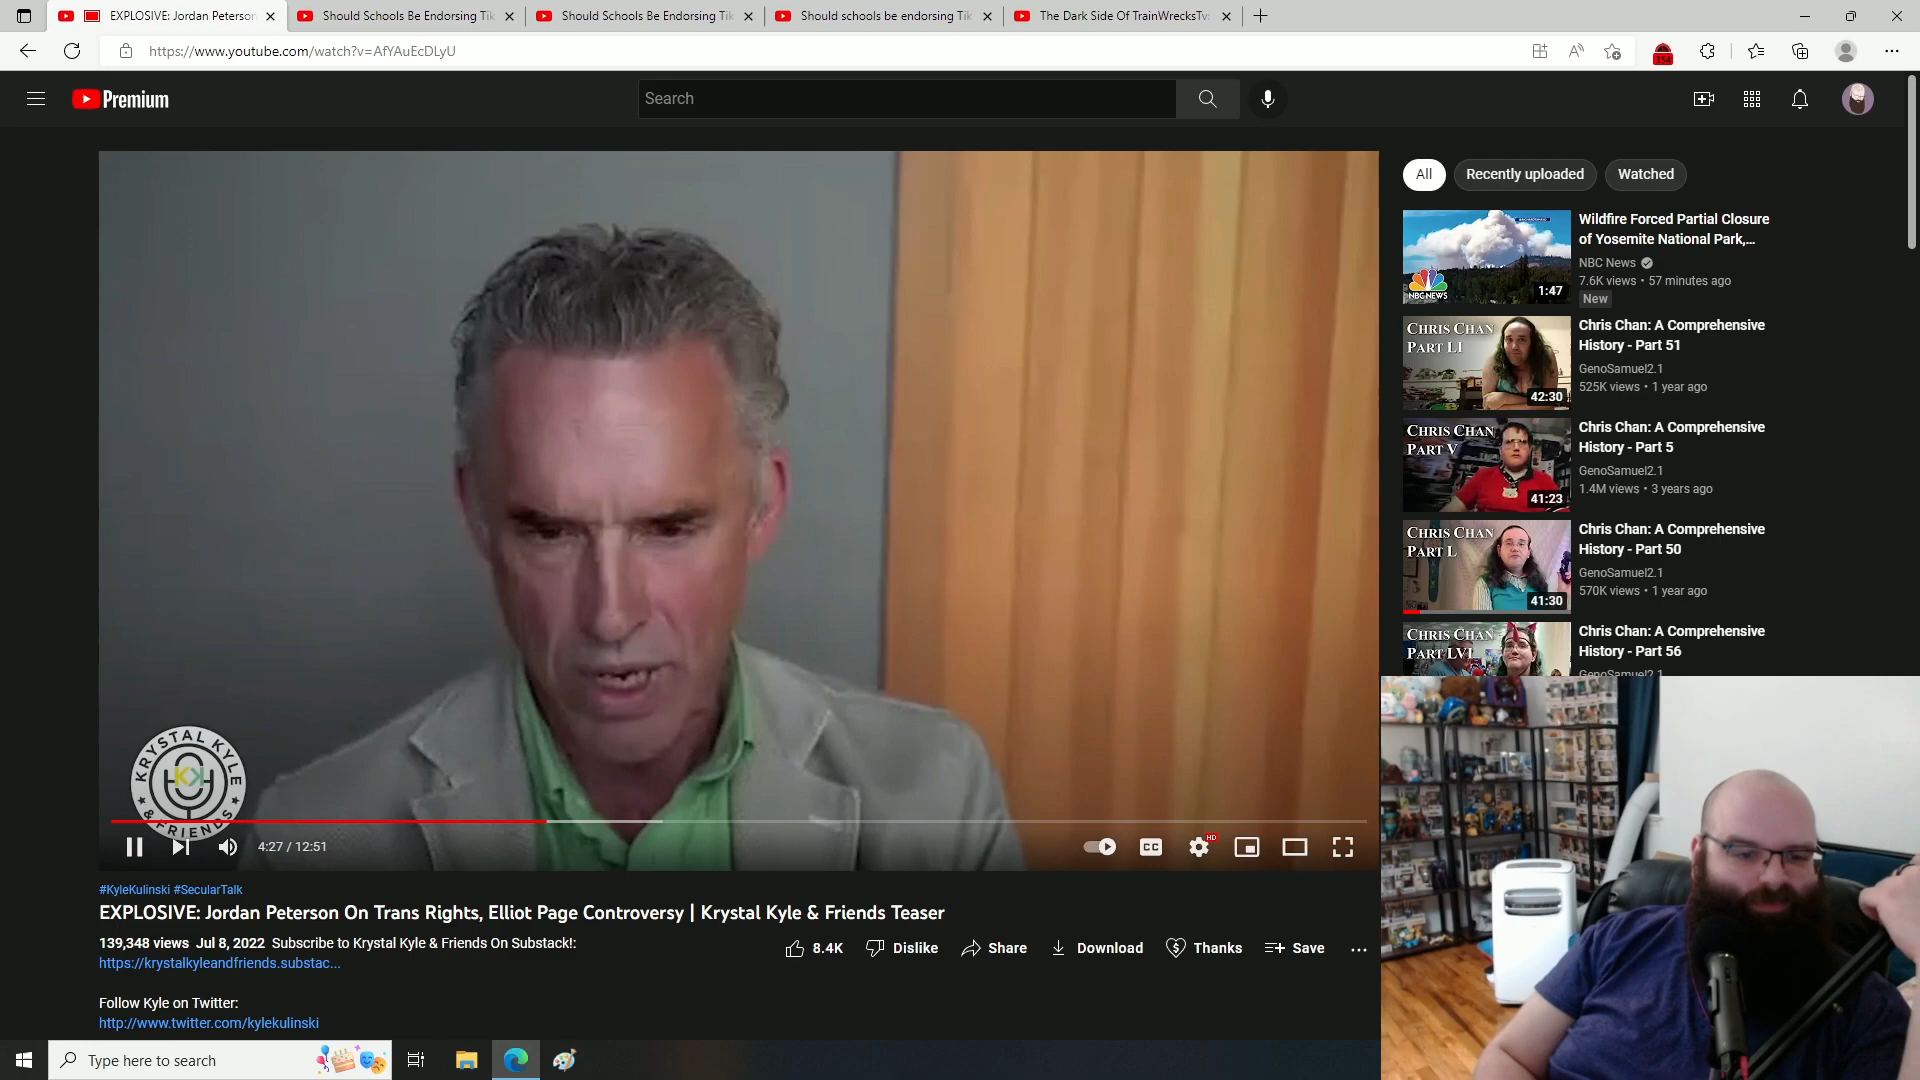 EXPLOSIVE: Jordan Peterson
Should Schools Be Endorsing Tik
Should Schools Be Endorsing Tik
Should schools be endorsing Tik
The Dark Side Of TrainWrecksTv:
https://www.youtube.com/watch?v=AfYAuEcDLyU
154
Premium
Search
All
Recently uploaded
Watched
Wildfire Forced Partial Closure
of Yosemite National Park,...
NBC News
7.6K views • 57 minutes ago
New
NBC NEWS
1:47
CHRIS CHAN
PART LI
42:30
Chris Chan: A Comprehensive
History - Part 51
GenoSamuel2.1
525K views • 1 year ago
CHRIS CHAN
PART V
41:23
Chris Chan: A Comprehensive
History - Part 5
GenoSamuel2.1
1.4M views • 3 years ago
CHRIS CHAN
PART L
41:30
Chris Chan: A Comprehensive
History - Part 50
GenoSamuel2.1
570K views • 1 year ago
CHRIS CHAN
PART LVI
Chris Chan: A Comprehensive
History - Part 56
GenoSamuel2.1
KRYSTAL KYLE
KK
& FRIENDS
4:27 / 12:51
CC
HD
#KyleKulinski #SecularTalk
EXPLOSIVE: Jordan Peterson On Trans Rights, Elliot Page Controversy | Krystal Kyle & Friends Teaser
139,348 views Jul 8, 2022 Subscribe to Krystal Kyle & Friends On Substack!:
https://krystalkyleandfriends.substac...
8.4K
Dislike
Share
Download
Thanks
Save
Follow Kyle on Twitter:
http://www.twitter.com/kylekulinski
Type here to search